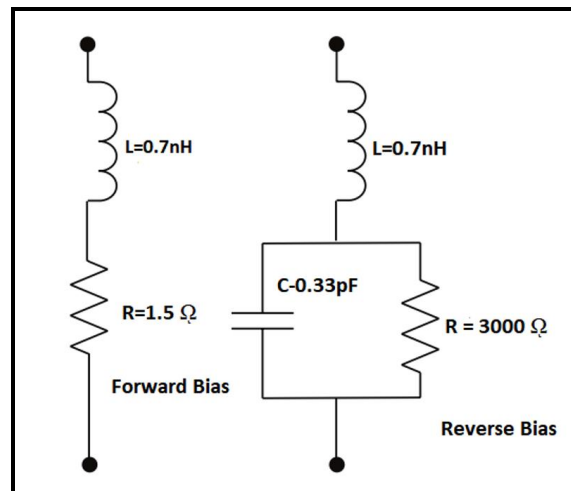 L=0.7nH
L=0.7nH
C-0.33pF
R=1.5 Ω
R = 3000 Ω
Forward Bias
Reverse Bias